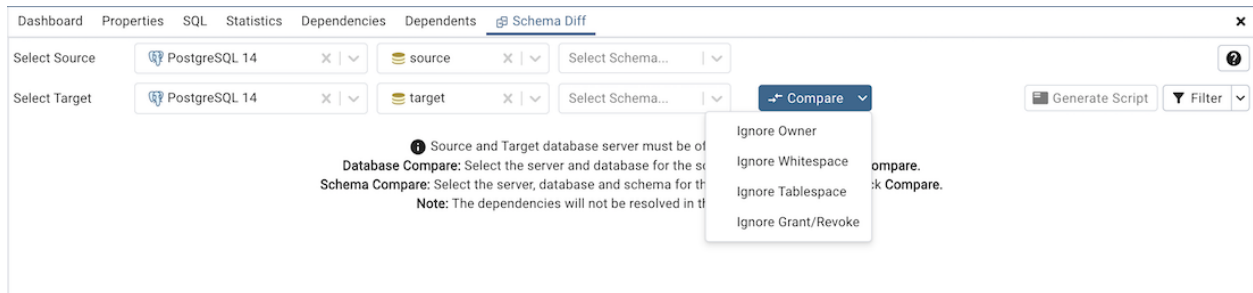 Dashboard Properties SQL Statistics Dependencies Dependents Schema Diff
Select Source PostgreSQL 14 source Select Schema...
Select Target PostgreSQL 14 target Select Schema... Compare Generate Script Filter
Ignore Owner
Ignore Whitespace
Ignore Tablespace
Ignore Grant/Revoke
Source and Target database server must be of
Database Compare: Select the server and database for the so ompare.
Schema Compare: Select the server, database and schema for th k Compare.
Note: The dependencies will not be resolved in th